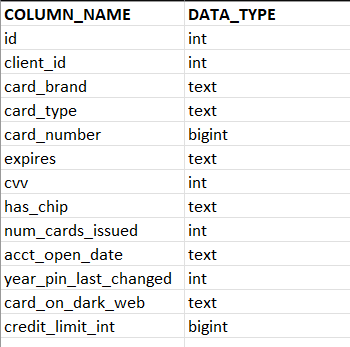 COLUMN_NAME DATA_TYPE
id int
client_id int
card_brand text
card_type text
card_number bigint
expires text
cvv int
has_chip text
num_cards_issued int
acct_open_date text
year_pin_last_changed int
card_on_dark_web text
credit_limit_int bigint